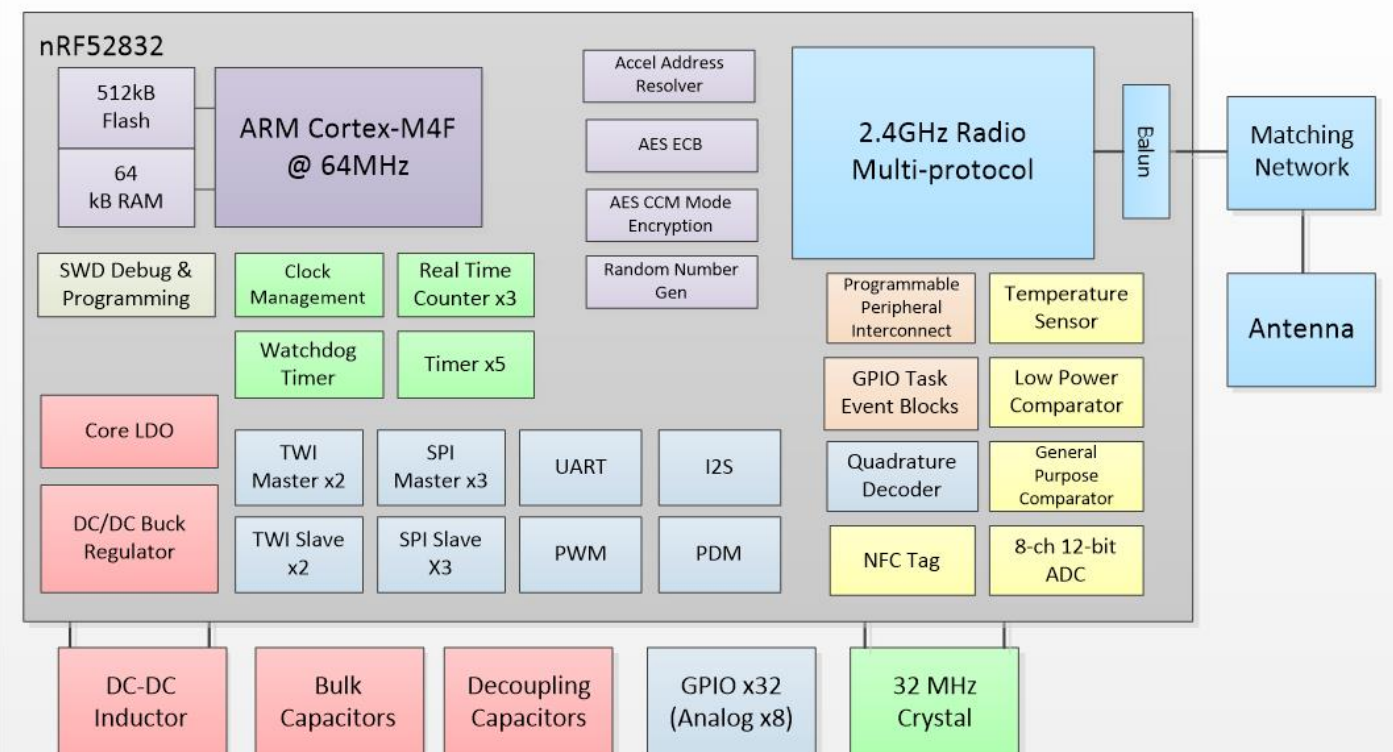 nRF52832
512kB
Flash
64
kB RAM
ARM Cortex-M4F
@ 64MHz
Accel Address
Resolver
AES ECB
AES CCM Mode
Encryption
Random Number
Gen
2.4GHz Radio
Multi-protocol
Balun
Matching
Network
Antenna
SWD Debug &
Programming
Clock
Management
Real Time
Counter x3
Watchdog
Timer
Timer x5
Programmable
Peripheral
Interconnect
Temperature
Sensor
GPIO Task
Event Blocks
Low Power
Comparator
Core LDO
DC/DC Buck
Regulator
TWI
Master x2
SPI
Master x3
UART
I2S
Quadrature
Decoder
General
Purpose
Comparator
TWI Slave
x2
SPI Slave
X3
PWM
PDM
NFC Tag
8-ch 12-bit
ADC
DC-DC
Inductor
Bulk
Capacitors
Decoupling
Capacitors
GPIO x32
(Analog x8)
32 MHz
Crystal